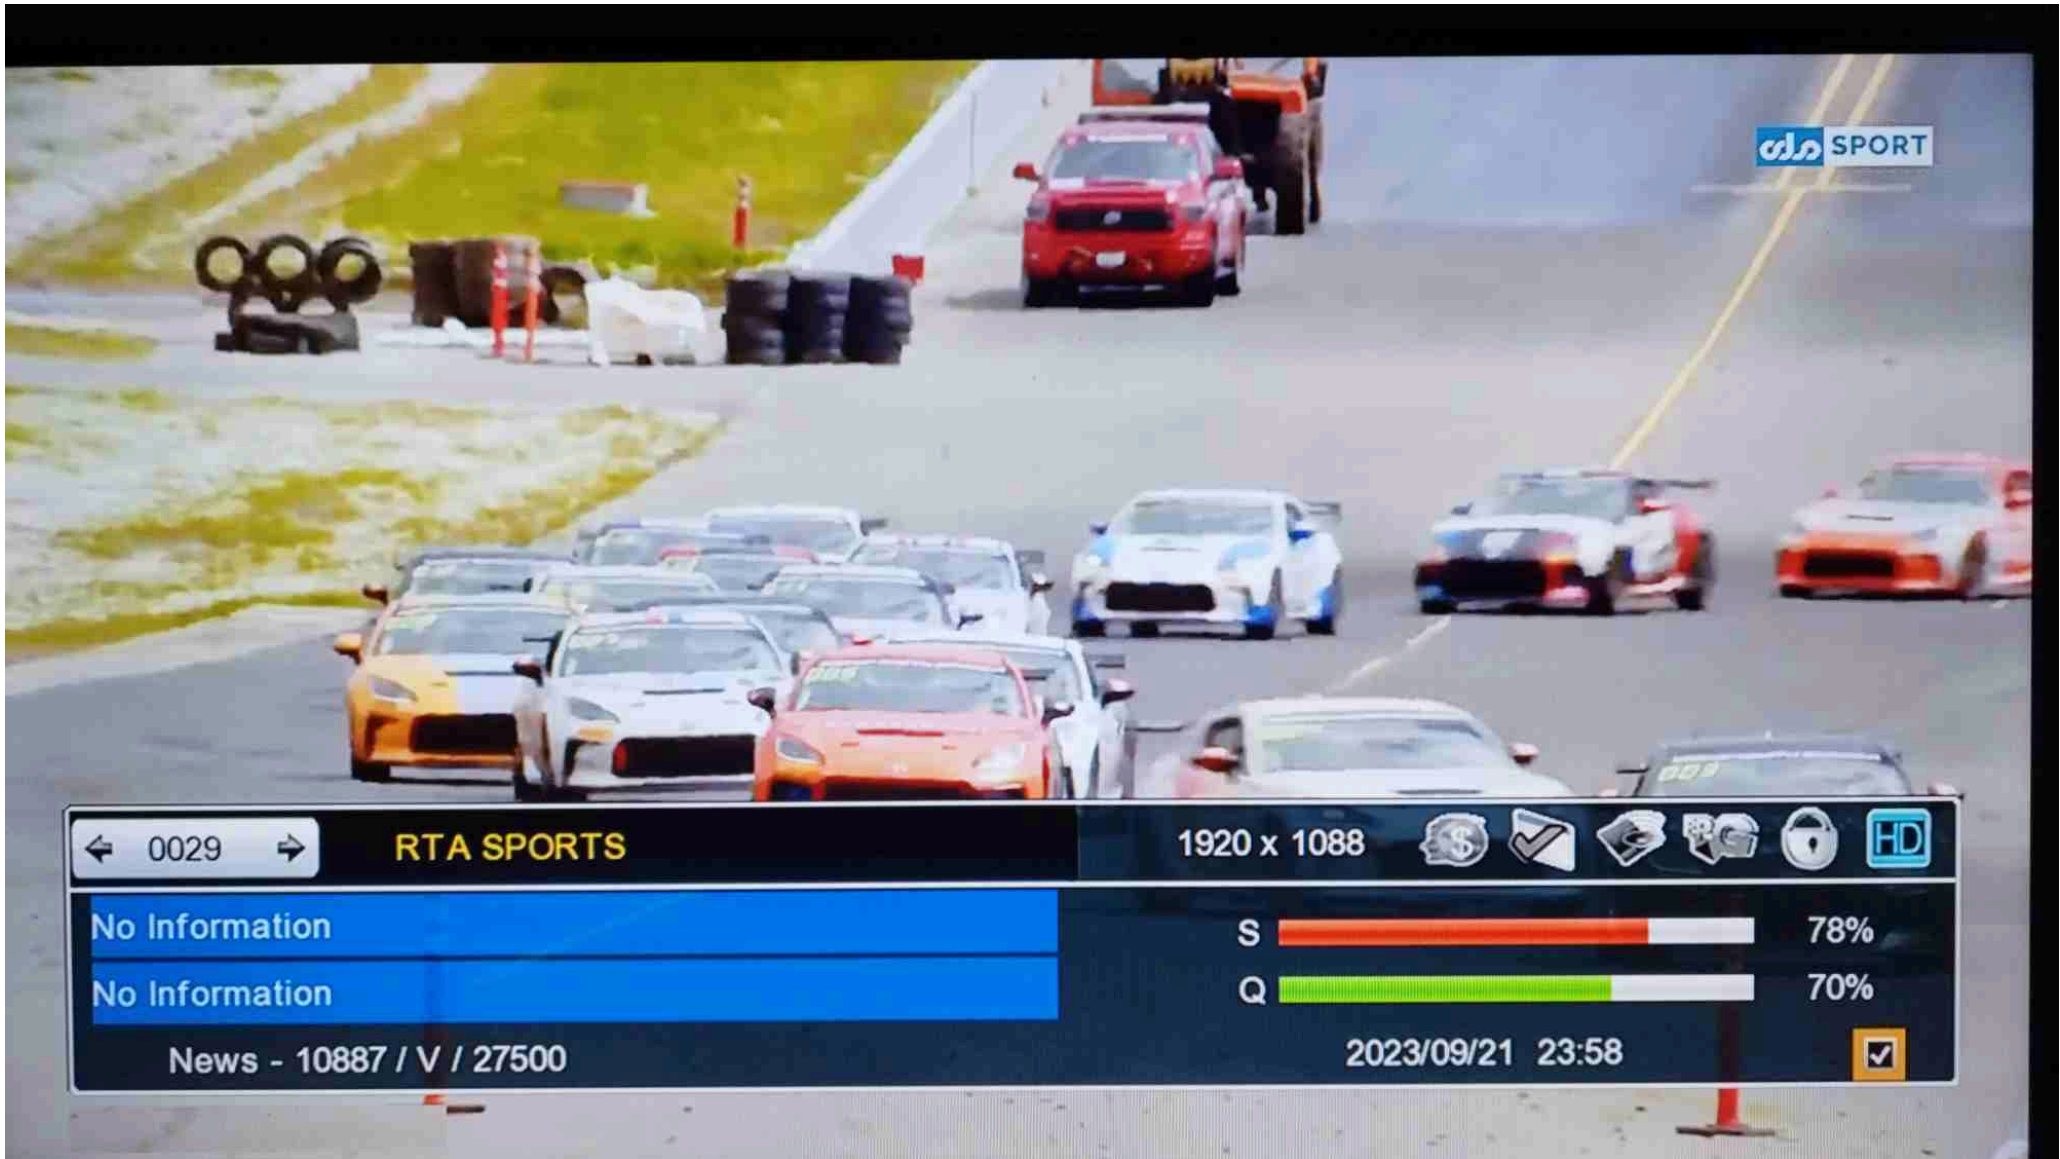 ملی SPORT
0029
RTA SPORTS
1920 x 1088
HD
No Information
S 78%
No Information
Q 70%
News - 10887 / V / 27500
2023/09/21 23:58